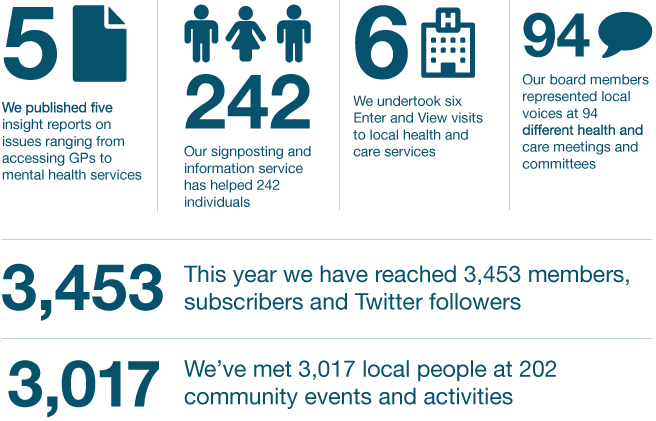 5
We published five
insight reports on
issues ranging from
accessing GPs to
mental health services
242
Our signposting and
information service
has helped 242
individuals
H
6
We undertook six
Enter and View visits
to local health and
care services
94
Our board members
represented local
voices at 94
different health and
care meetings and
committees
3,453
This year we have reached 3,453 members,
subscribers and Twitter followers
3,017
We’ve met 3,017 local people at 202
community events and activities